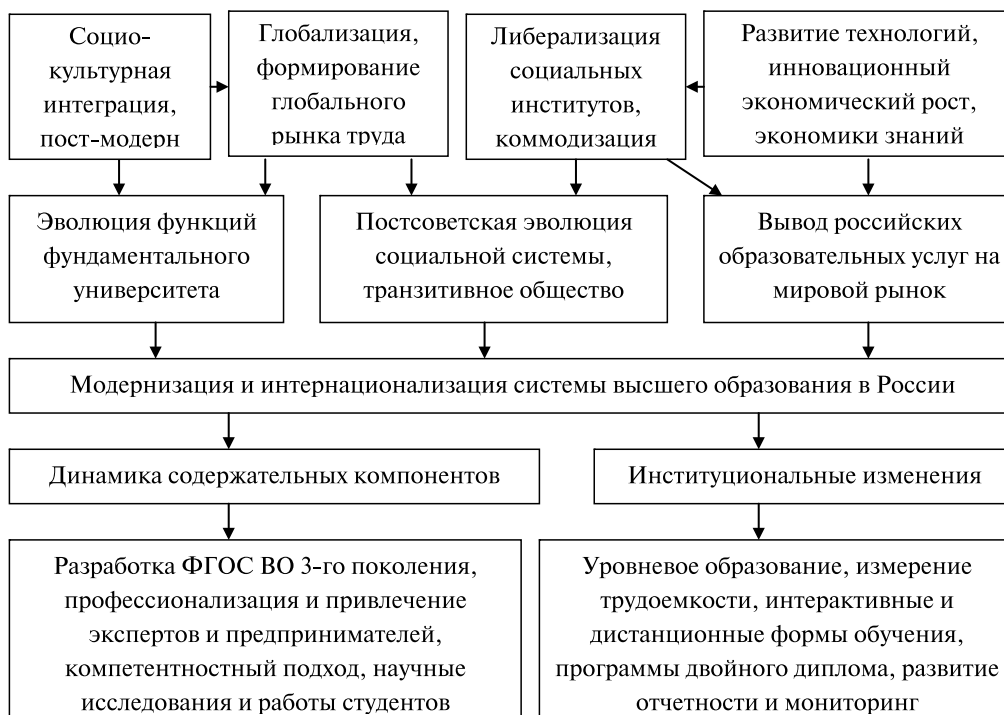 Социо-
культурная
интеграция,
пост-модерн
Глобализация,
формирование
глобального
рынка труда
Либерализация
социальных
институтов,
коммодизация
Развитие технологий,
инновационный
экономический рост,
экономики знаний
Эволюция функций
фундаментального
университета
Постсоветская эволюция
социальной системы,
транзитивное общество
Вывод российских
образовательных услуг на
мировой рынок
Модернизация и интернационализация системы высшего образования в России
Динамика содержательных компонентов
Институциональные изменения
Разработка ФГОС ВО 3-го поколения,
профессионализация и привлечение
экспертов и предпринимателей,
компетентностный подход, научные
исследования и работы студентов
Уровневое образование, измерение
трудоемкости, интерактивные и
дистанционные формы обучения,
программы двойного диплома, развитие
отчетности и мониторинг